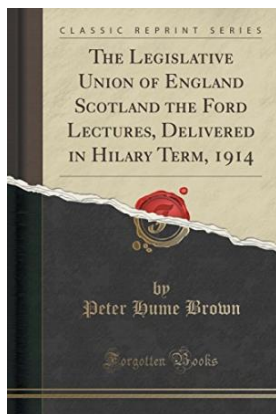 CLASSIC REPRINT SERIES
THE LEGISLATIVE
UNION OF ENGLAND
SCOTLAND THE FORD
LECTURES, DELIVERED
IN HILARY TERM, 1914
by
Peter Hume Brown
Forgotten Books